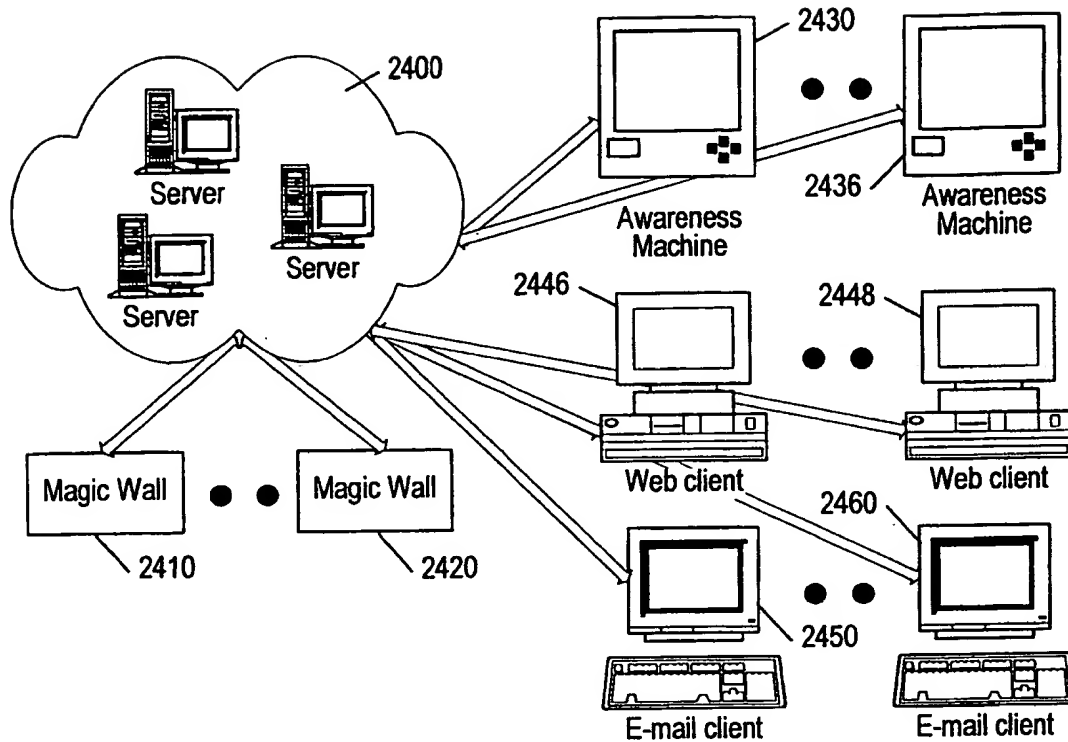 2400
Server
Server
Server
2430
2436
Awareness
Machine
Awareness
Machine
2446
2448
Web client
Web client
Magic Wall
Magic Wall
2410
2420
2460
2450
E-mail client
E-mail client